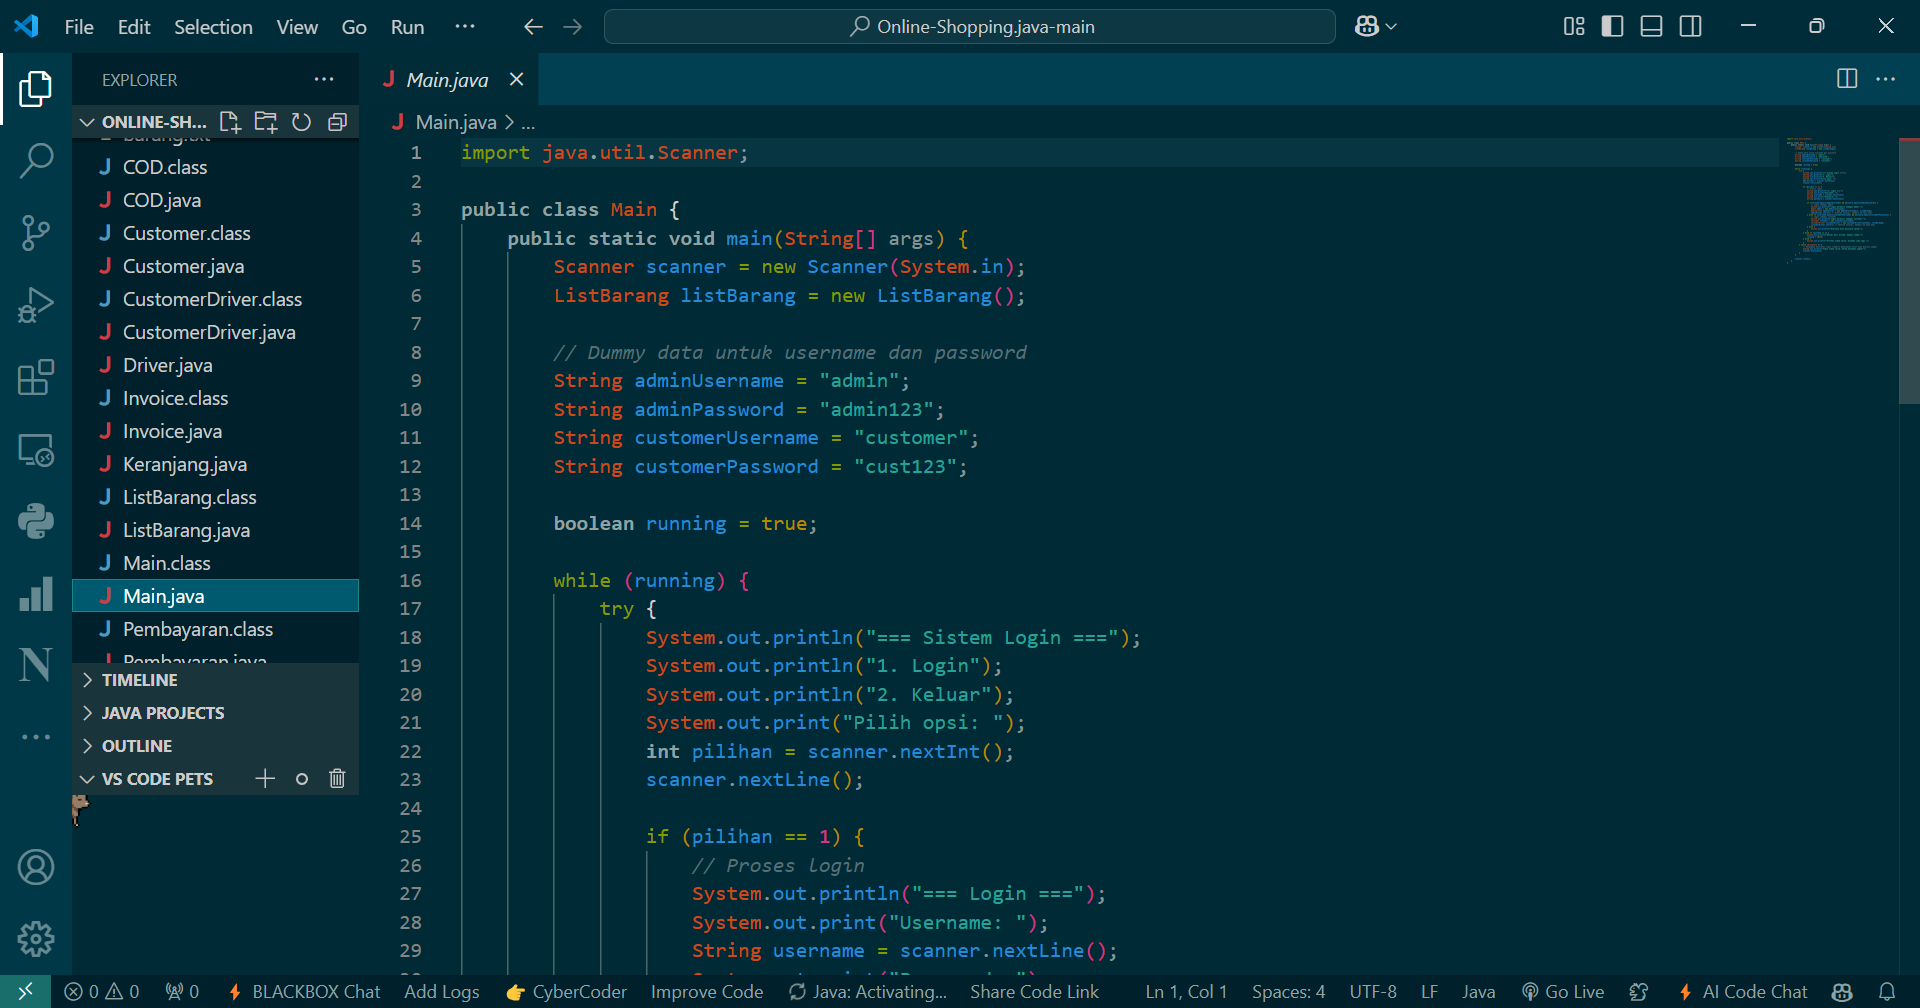 File Edit Selection View Go Run ···
Online-Shopping.java-main
EXPLORER ···
ONLINE-SH...
barang.txt
COD.class
COD.java
Customer.class
Customer.java
CustomerDriver.class
CustomerDriver.java
Driver.java
Invoice.class
Invoice.java
Keranjang.java
ListBarang.class
ListBarang.java
Main.class
Main.java
Pembayaran.class
Pembayaran.java
TIMELINE
JAVA PROJECTS
OUTLINE
VS CODE PETS
J Main.java
J Main.java > ...
1 import java.util.Scanner;
2
3 public class Main {
4 public static void main(String[] args) {
5 Scanner scanner = new Scanner(System.in);
6 ListBarang listBarang = new ListBarang();
7
8 // Dummy data untuk username dan password
9 String adminUsername = "admin";
10 String adminPassword = "admin123";
11 String customerUsername = "customer";
12 String customerPassword = "cust123";
13
14 boolean running = true;
15
16 while (running) {
17 try {
18 System.out.println("=== Sistem Login ===");
19 System.out.println("1. Login");
20 System.out.println("2. Keluar");
21 System.out.print("Pilih opsi: ");
22 int pilihan = scanner.nextInt();
23 scanner.nextLine();
24
25 if (pilihan == 1) {
26 // Proses login
27 System.out.println("=== Login ===");
28 System.out.print("Username: ");
29 String username = scanner.nextLine();
0 0 0 BLACKBOX Chat Add Logs CyberCoder Improve Code Java: Activating... Share Code Link Ln 1, Col 1 Spaces: 4 UTF-8 LF Java Go Live AI Code Chat